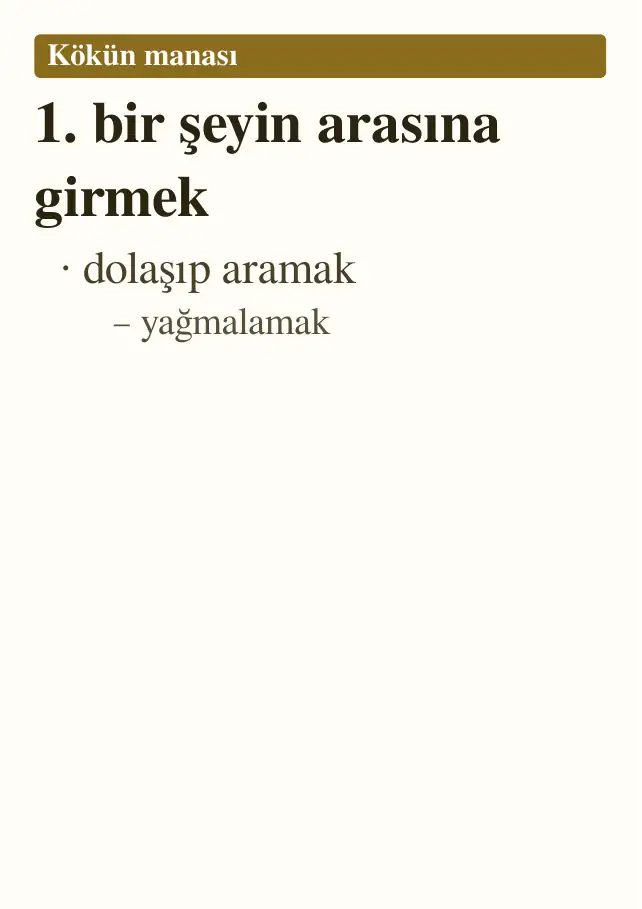 Kökün manası
1. bir şeyin arasına
girmek
· dolaşıp aramak
– yağmalamak